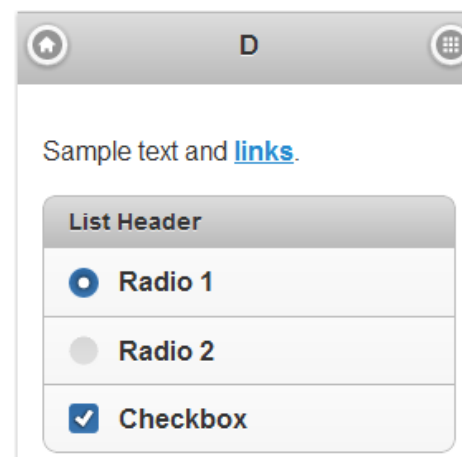 D
Sample text and links.
List Header
Radio 1
Radio 2
Checkbox